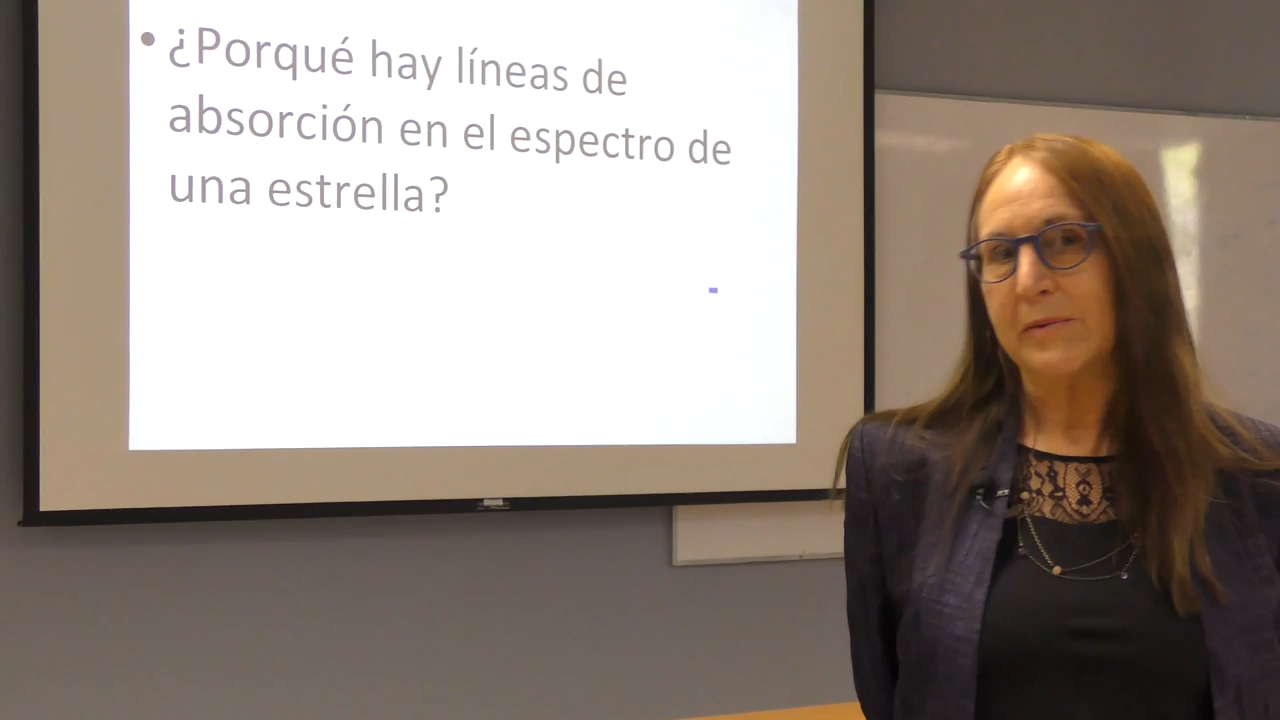 • ¿Porqué hay líneas de
absorción en el espectro de
una estrella?